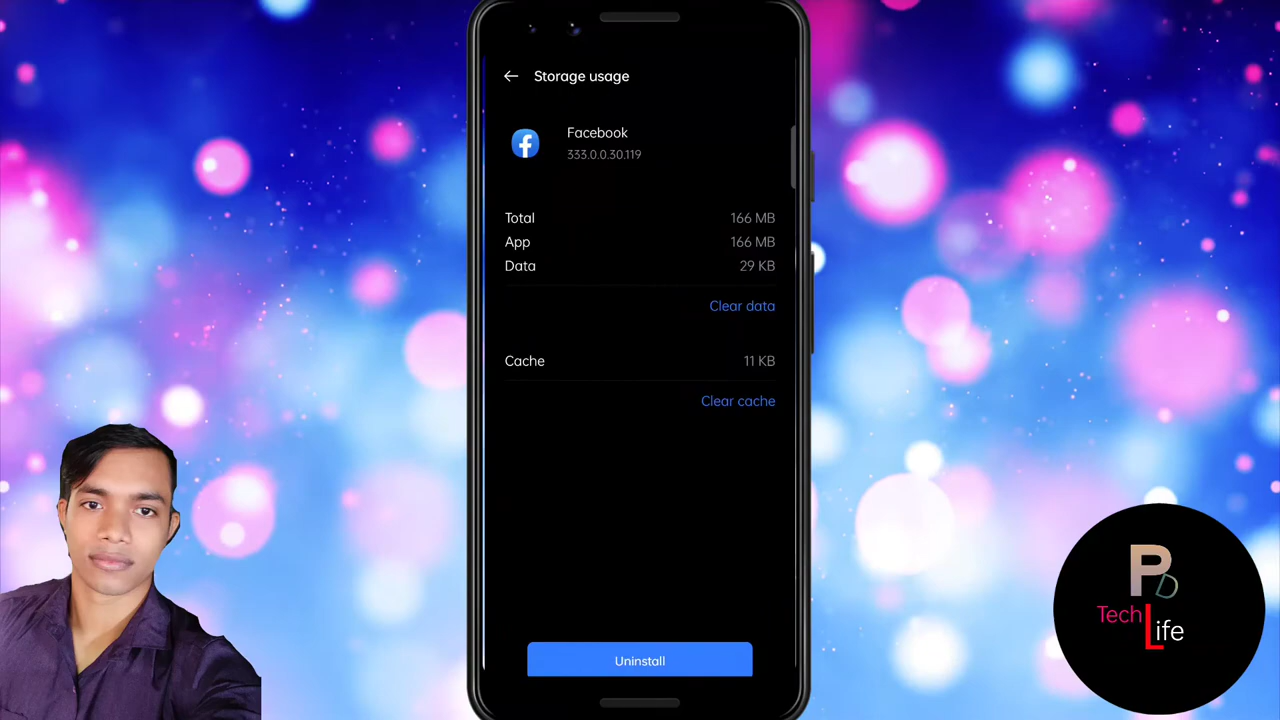 Storage usage
Facebook
333.0.0.30.119
Total 166 MB
App 166 MB
Data 29 KB
Clear data
Cache 11 KB
Clear cache
Uninstall
PD
Tech Life